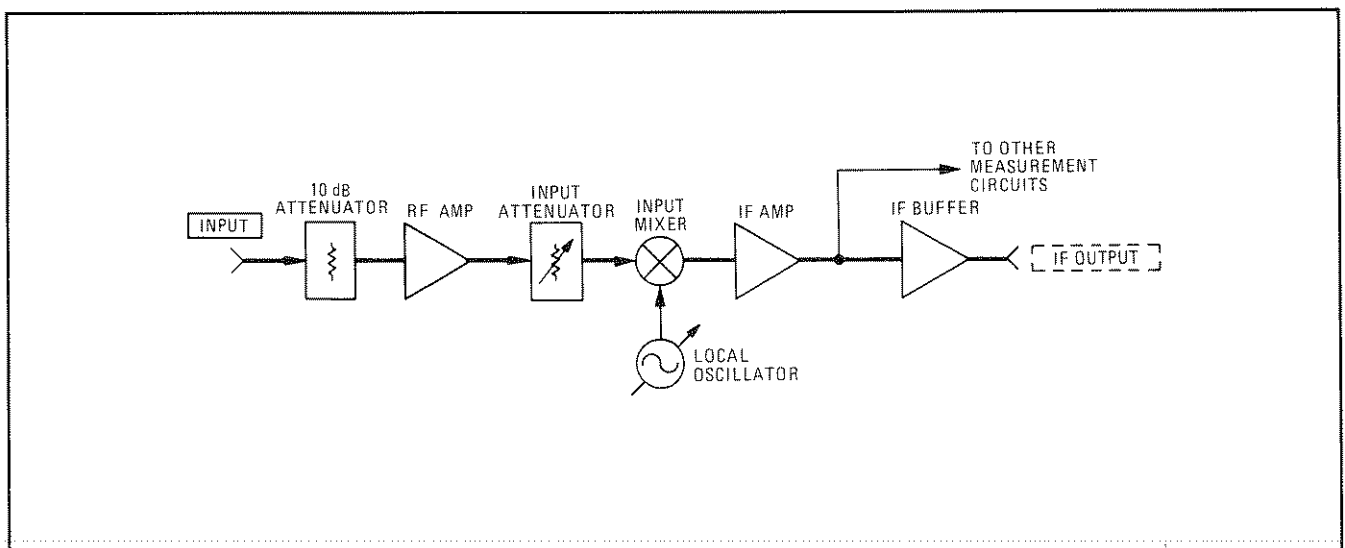 TO OTHER
MEASUREMENT
CIRCUITS
10 dB
ATTENUATOR
RF AMP
INPUT
ATTENUATOR
INPUT
MIXER
IF AMP
IF BUFFER
INPUT
IF OUTPUT
LOCAL
OSCILLATOR